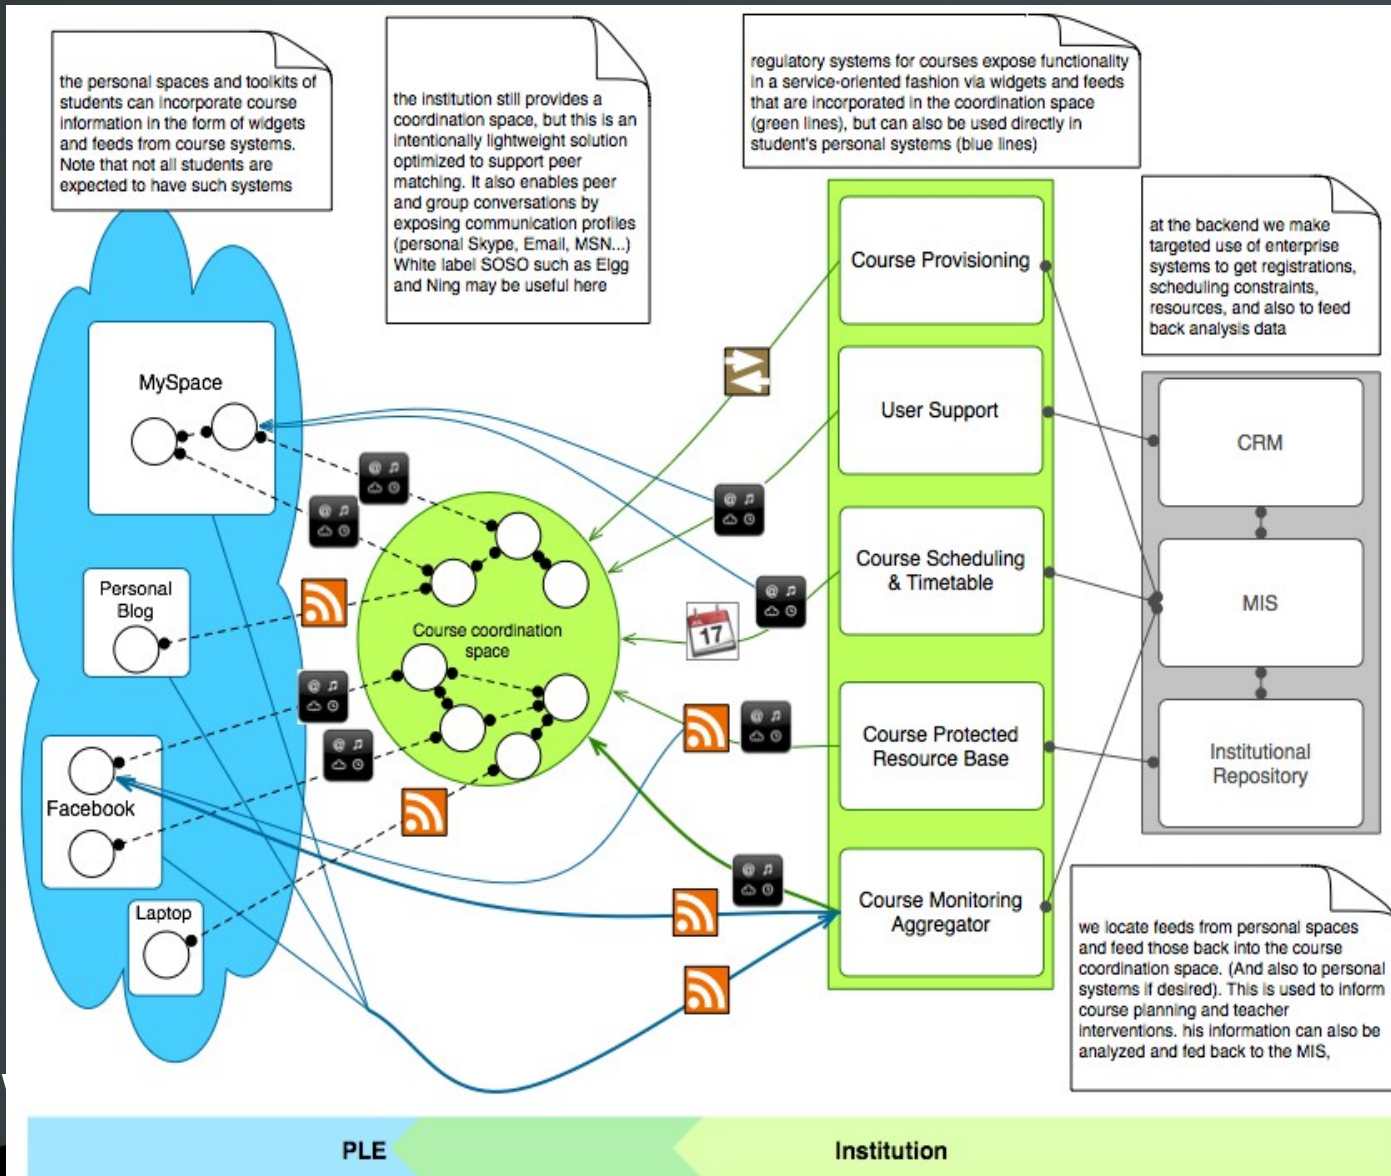 the personal spaces and toolkits of
students can incorporate course
information in the form of widgets
and feeds from course systems.
Note that not all students are
expected to have such systems
the institution still provides a
coordination space, but this is an
intentionally lightweight solution
optimized to support peer
matching. It also enables peer
and group conversations by
exposing communication profiles
(personal Skype, Email, MSN...)
White label SOSO such as Elgg
and Ning may be useful here
regulatory systems for courses expose functionality
in a service-oriented fashion via widgets and feeds
that are incorporated in the coordination space
(green lines), but can also be used directly in
student's personal systems (blue lines)
at the backend we make
targeted use of enterprise
systems to get registrations,
scheduling constraints,
resources, and also to feed
back analysis data
MySpace
Personal
Blog
Facebook
Laptop
Course coordination
space
17
Course Provisioning
User Support
Course Scheduling
& Timetable
Course Protected
Resource Base
Course Monitoring
Aggregator
CRM
MIS
Institutional
Repository
we locate feeds from personal spaces
and feed those back into the course
coordination space. (And also to personal
systems if desired). This is used to inform
course planning and teacher
interventions. his information can also be
analyzed and fed back to the MIS,
PLE
Institution